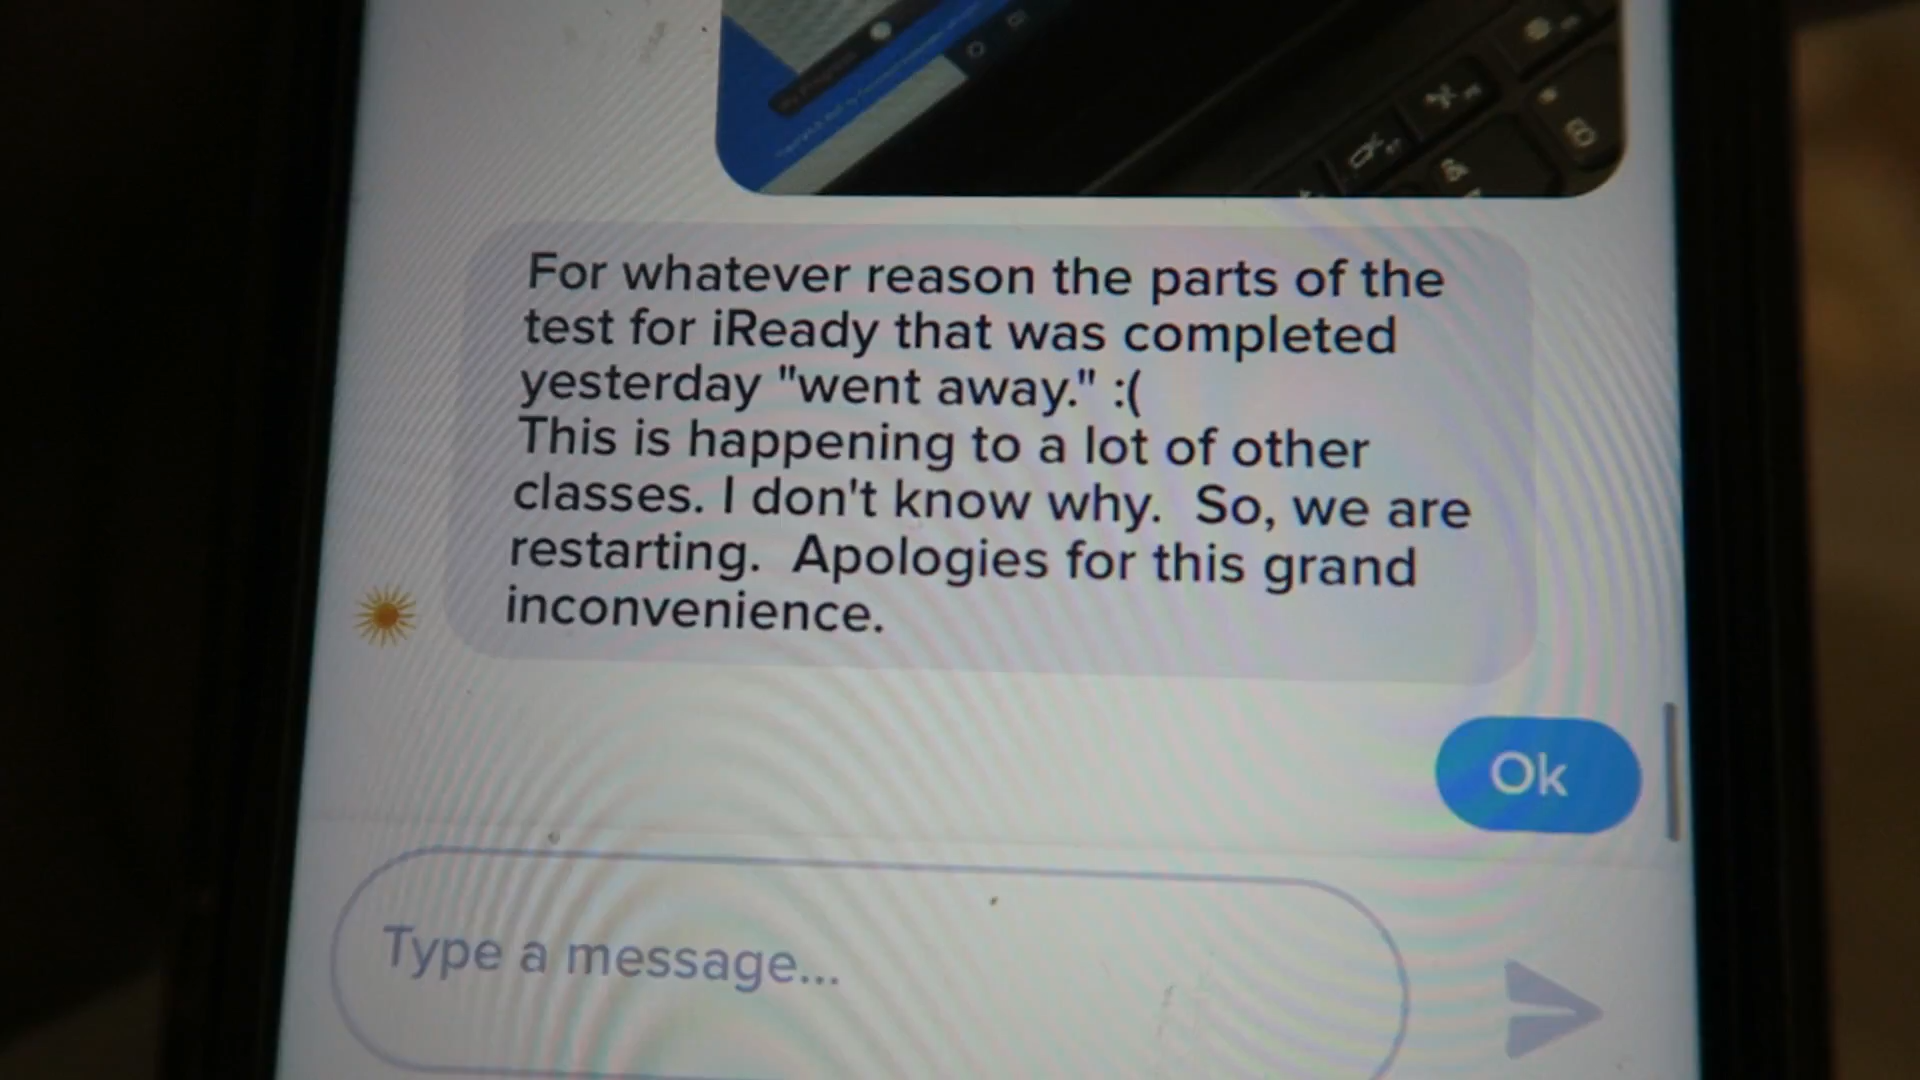 For whatever reason the parts of the
test for iReady that was completed
yesterday "went away." :(
This is happening to a lot of other
classes. I don't know why.  So, we are
restarting.  Apologies for this grand
inconvenience.
Ok
Type a message...